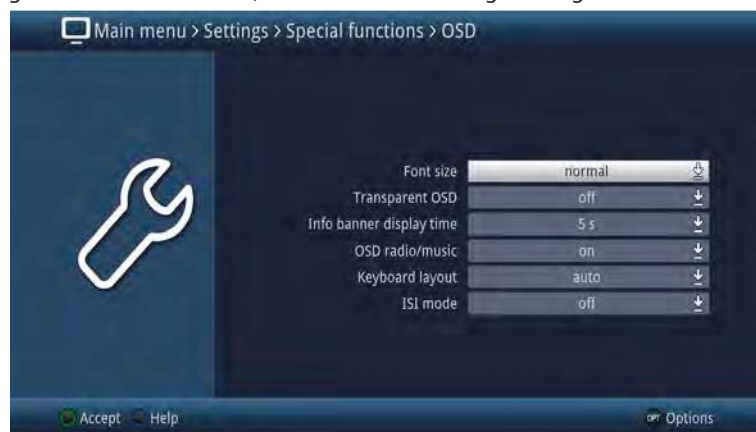 Main menu > Settings > Special functions > OSD
Font size normal
Transparent OSD off
Info banner display time 5 s
OSD radio/music on
Keyboard layout auto
ISI mode off
Accept Help OPT Options